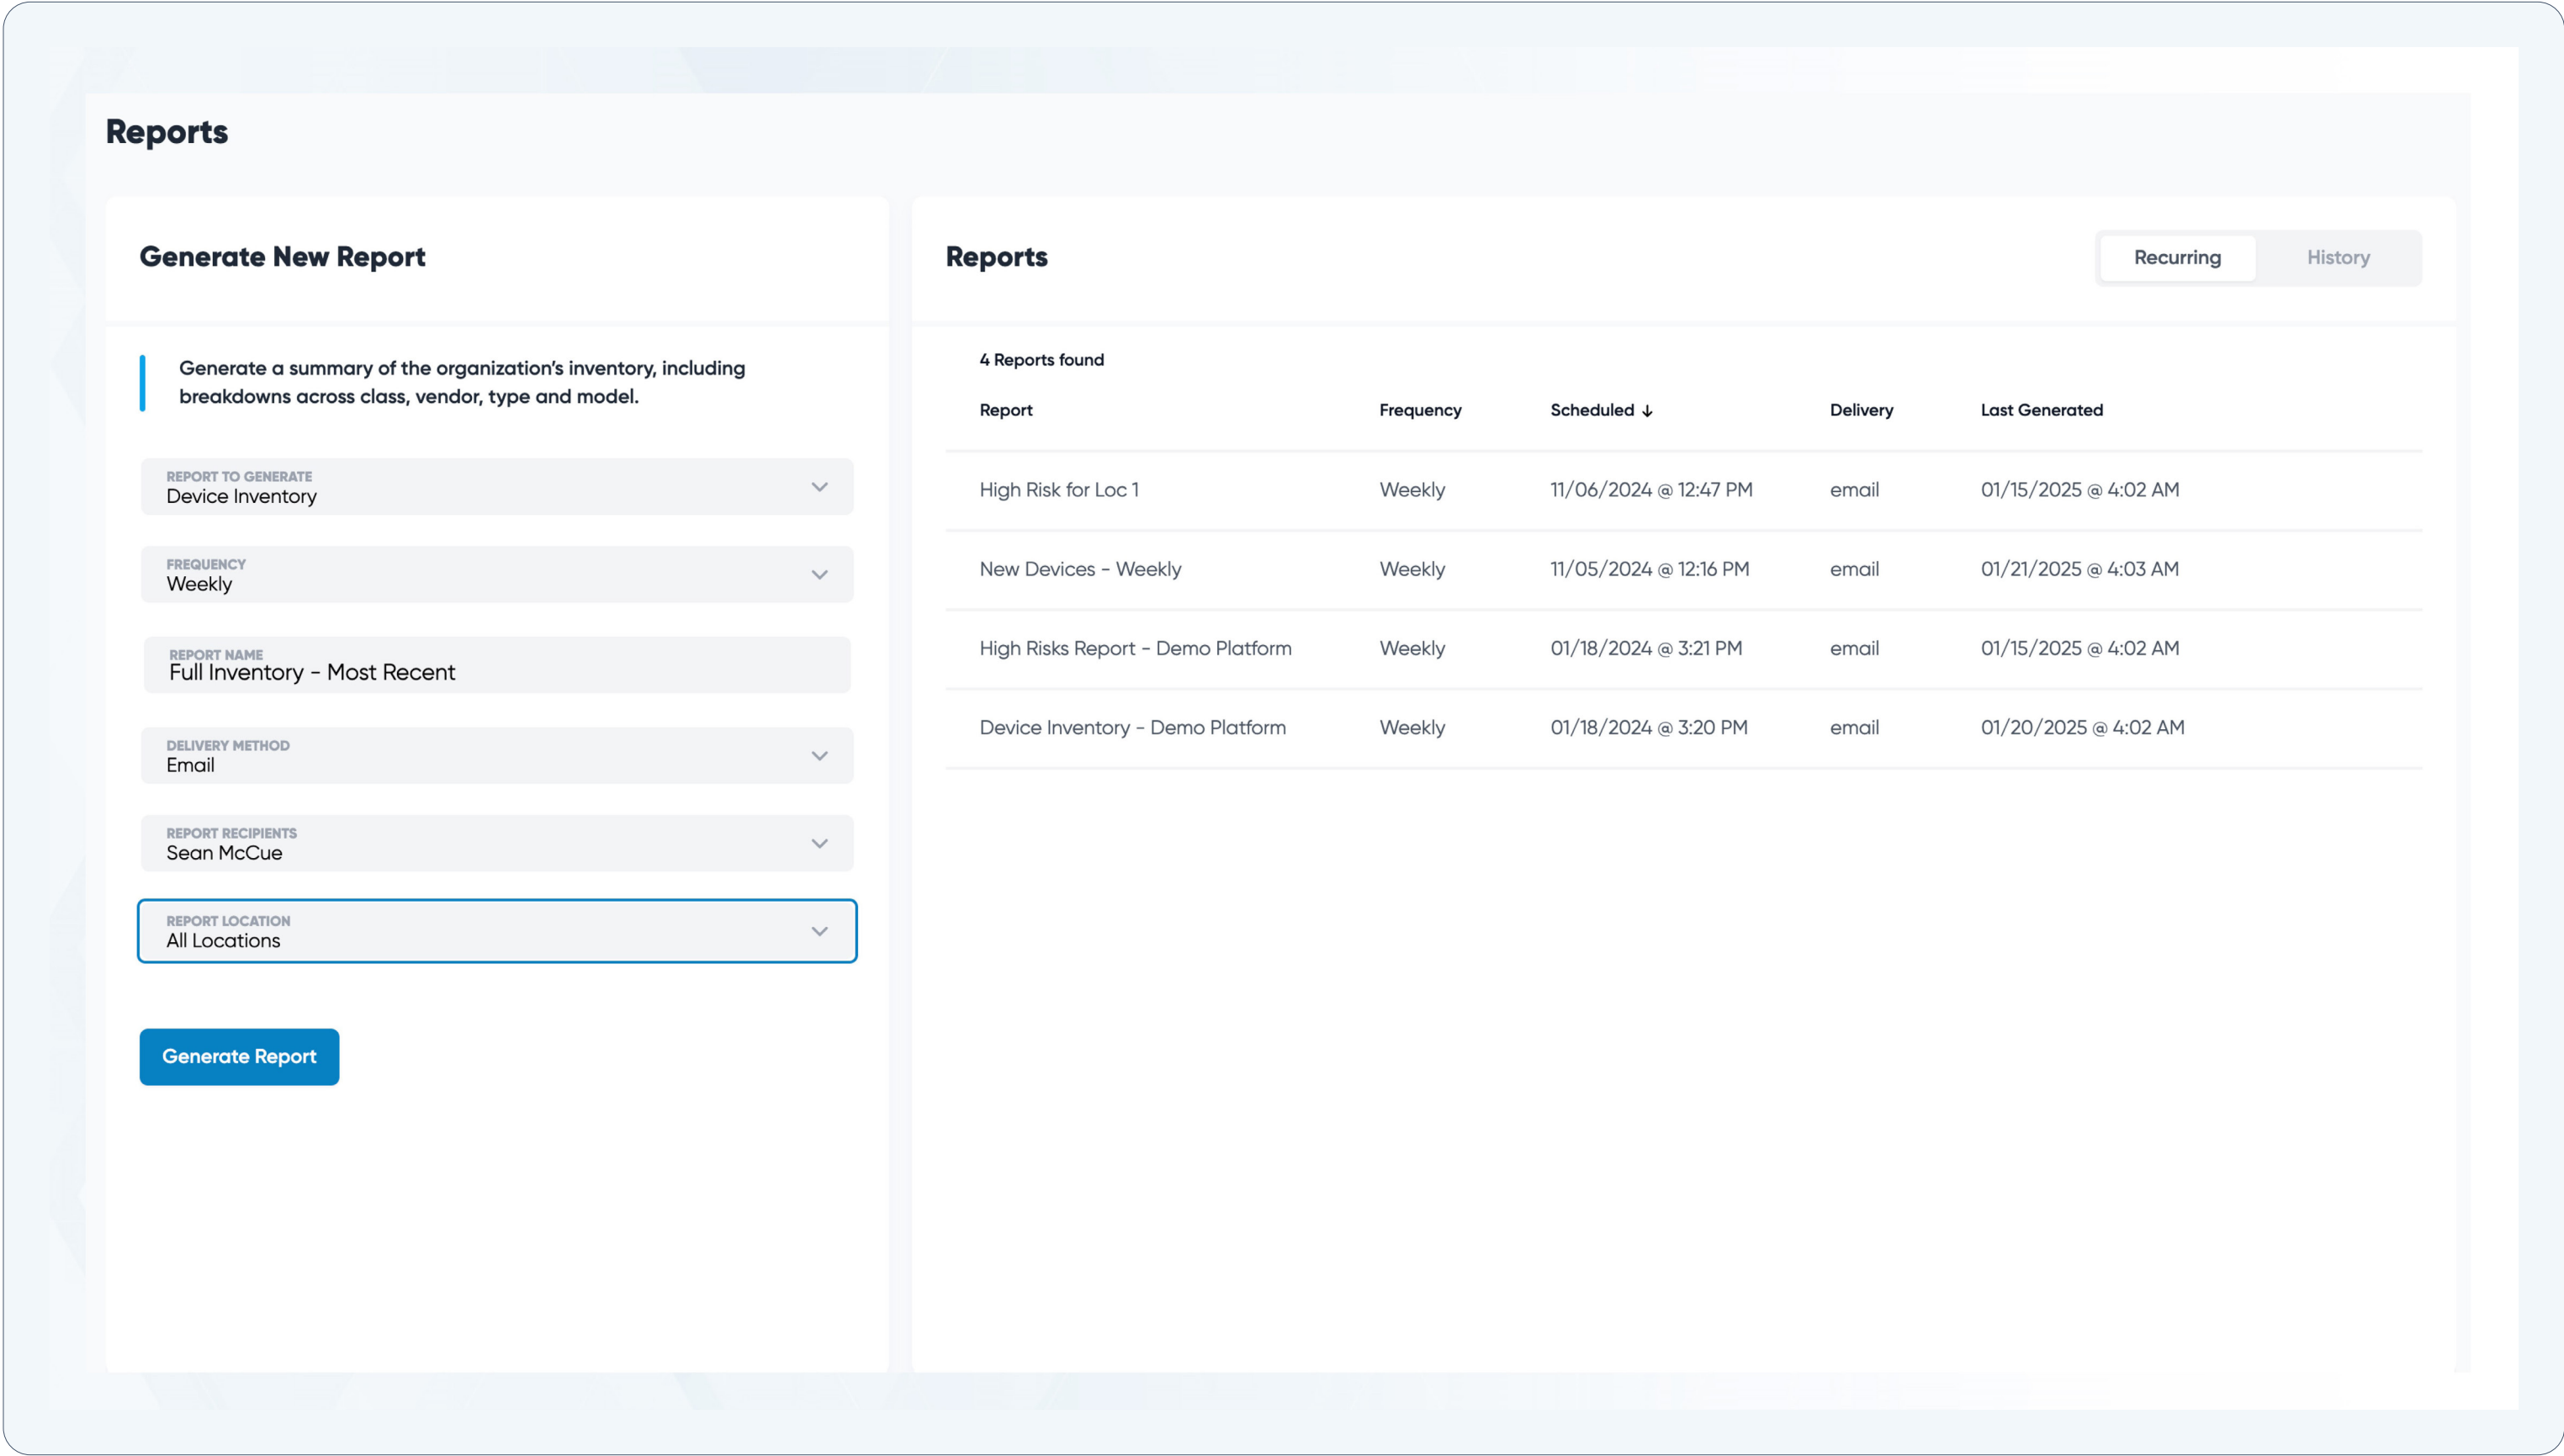 Reports
Generate New Report
Generate a summary of the organization’s inventory, including
breakdowns across class, vendor, type and model.
REPORT TO GENERATE
Device Inventory
FREQUENCY
Weekly
REPORT NAME
Full Inventory - Most Recent
DELIVERY METHOD
Email
REPORT RECIPIENTS
Sean McCue
REPORT LOCATION
All Locations
Generate Report
Reports
Recurring History
4 Reports found
Report Frequency Scheduled ↓ Delivery Last Generated
High Risk for Loc 1 Weekly 11/06/2024 @ 12:47 PM email 01/15/2025 @ 4:02 AM
New Devices - Weekly Weekly 11/05/2024 @ 12:16 PM email 01/21/2025 @ 4:03 AM
High Risks Report - Demo Platform Weekly 01/18/2024 @ 3:21 PM email 01/15/2025 @ 4:02 AM
Device Inventory - Demo Platform Weekly 01/18/2024 @ 3:20 PM email 01/20/2025 @ 4:02 AM